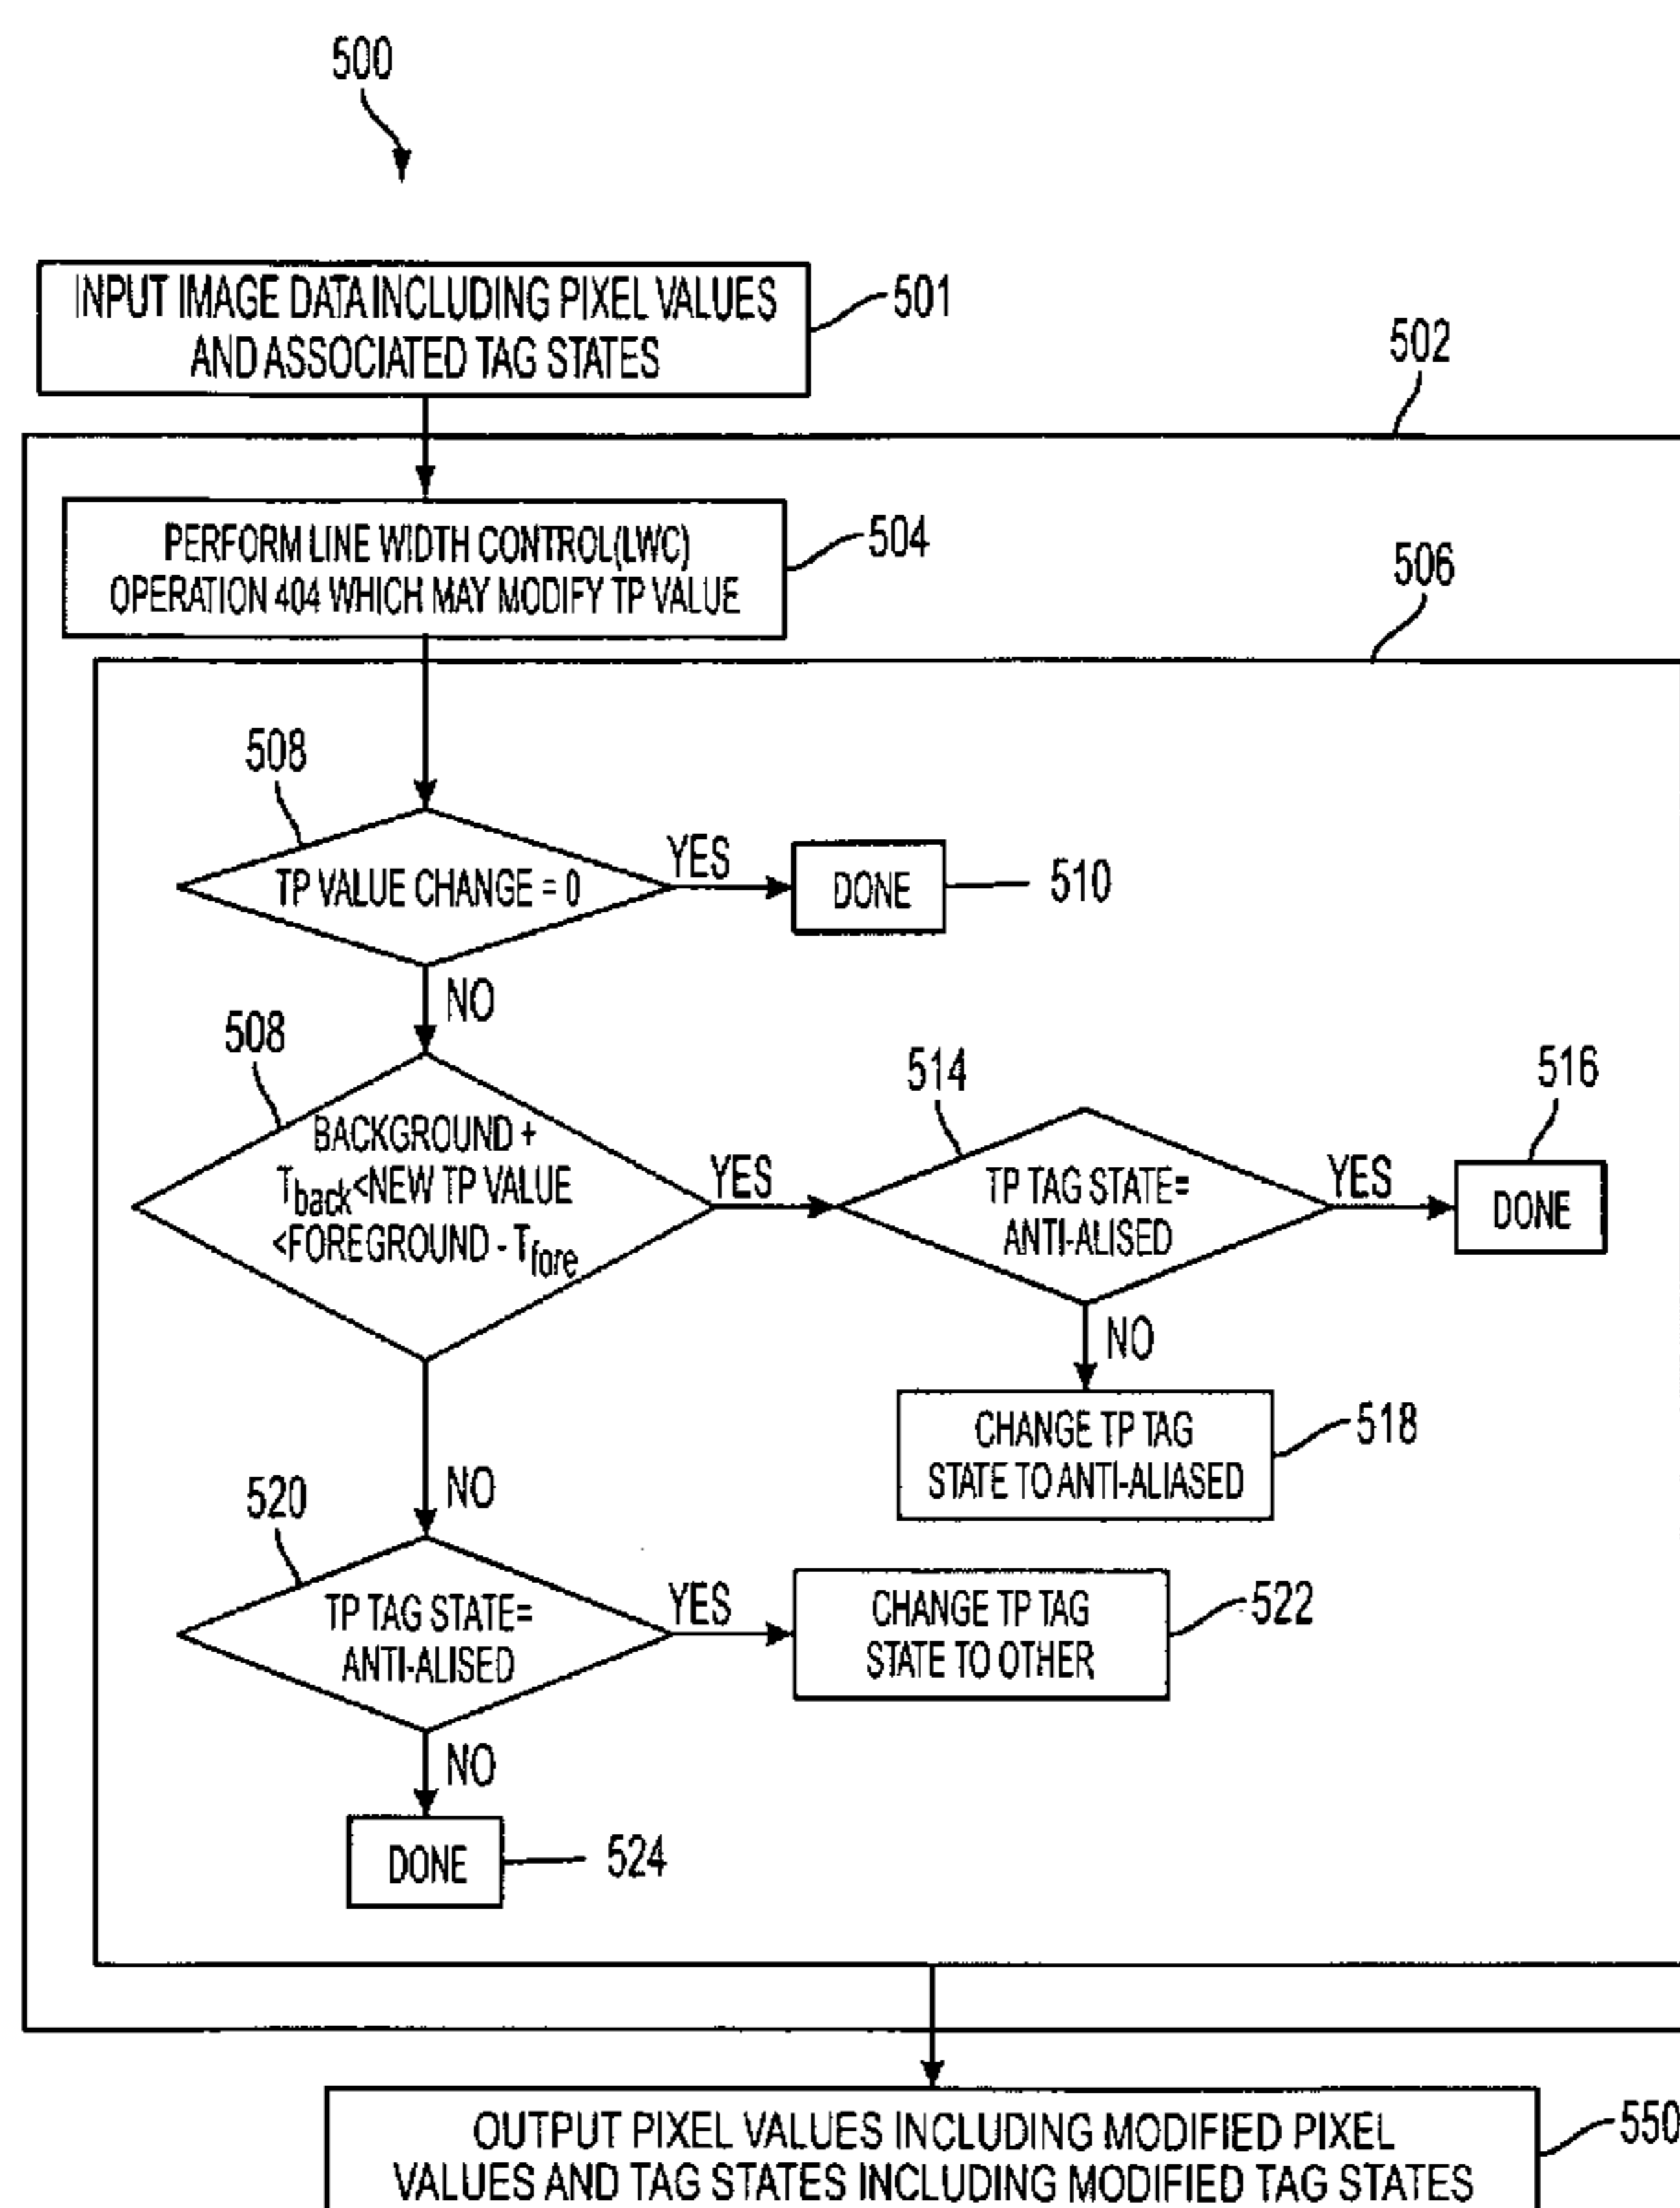 500
INPUT IMAGE DATA INCLUDING PIXEL VALUES
AND ASSOCIATED TAG STATES
501
502
PERFORM LINE WIDTH CONTROL(LWC)
OPERATION 404 WHICH MAY MODIFY TP VALUE
504
506
508
TP VALUE CHANGE = 0
YES
DONE
510
NO
508
BACKGROUND +
Tback<NEW TP VALUE
<FOREGROUND - Tfore
YES
514
TP TAG STATE=
ANTI-ALISED
YES
516
DONE
NO
CHANGE TP TAG
STATE TO ANTI-ALIASED
518
NO
520
TP TAG STATE=
ANTI-ALISED
YES
CHANGE TP TAG
STATE TO OTHER
522
NO
DONE
524
OUTPUT PIXEL VALUES INCLUDING MODIFIED PIXEL
VALUES AND TAG STATES INCLUDING MODIFIED TAG STATES
550